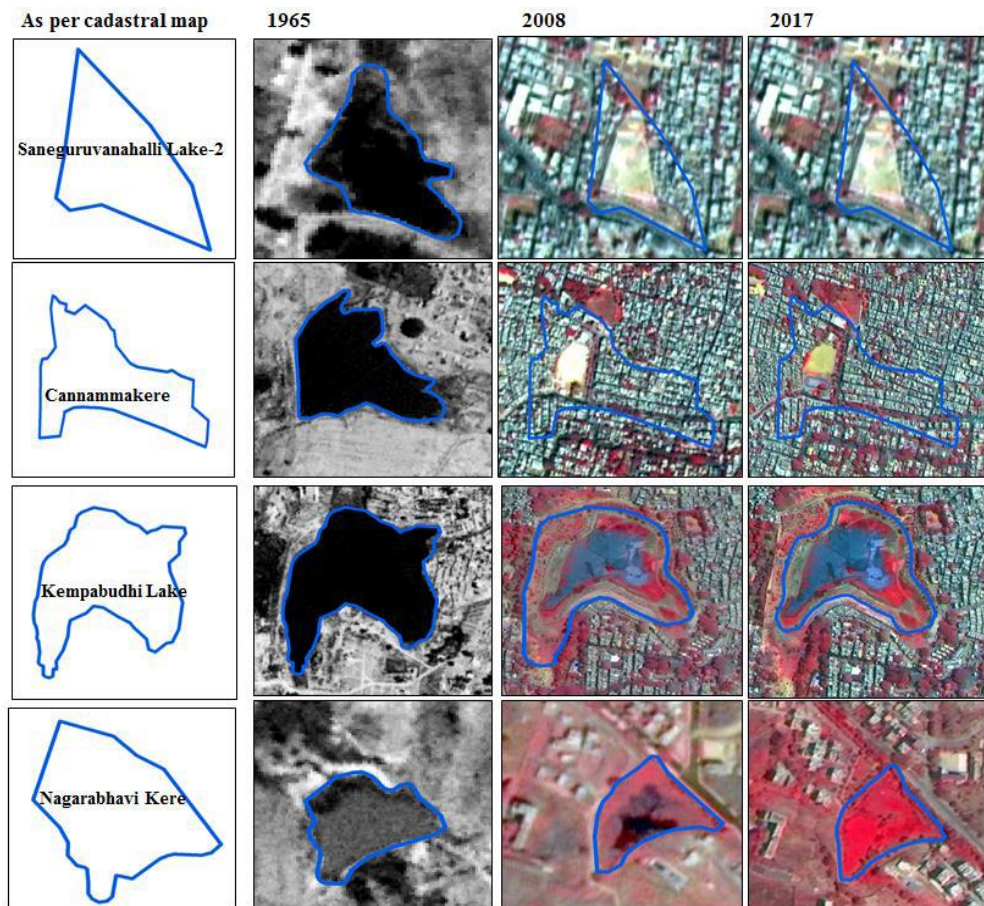 As per cadastral map 1965 2008 2017
Saneguruvanahalli Lake-2
Cannammakere
Kempabudhi Lake
Nagarabhavi Kere